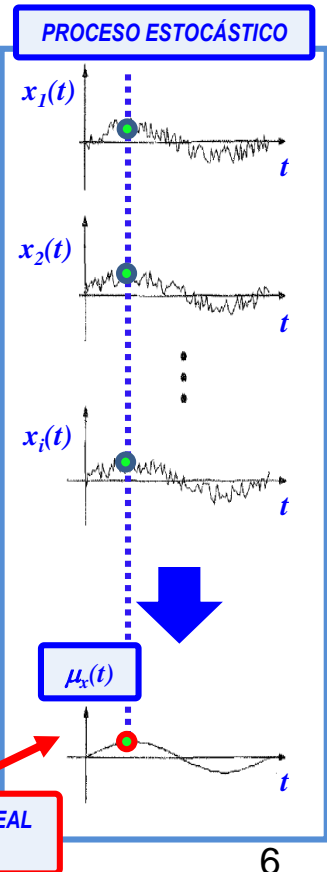 PROCESO ESTOCÁSTICO
x₁(t)
t
x₂(t)
t
xᵢ(t)
t
μₓ(t)
t
EAL
6